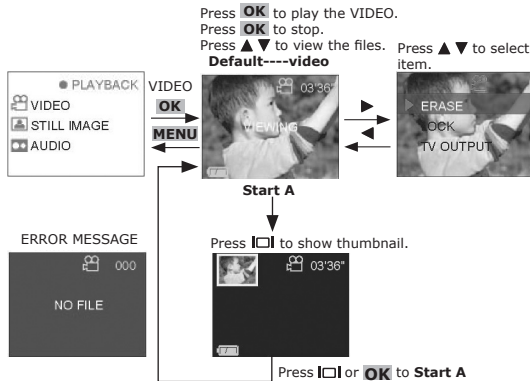 Press OK to play the VIDEO.
Press OK to stop.
Press ▲ ▼ to view the files.
Default----video
Press ▲ ▼ to select item.
PLAYBACK
VIDEO
STILL IMAGE
AUDIO
VIDEO
OK
MENU
03'36"
VIEWING
Start A
ERASE
LOCK
TV OUTPUT
ERROR MESSAGE
000
NO FILE
Press to show thumbnail.
03'36"
Press or OK to Start A